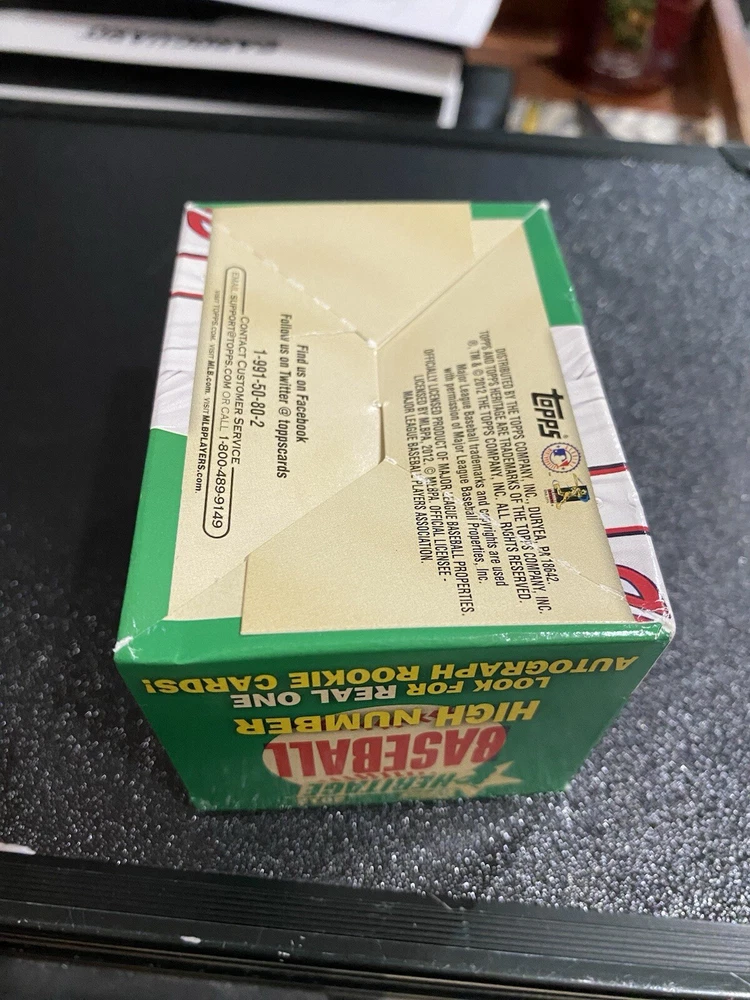 CARDBOARD
TOPPS®
DISTRIBUTED BY THE TOPPS COMPANY, INC., DURYEA, PA 18642.
TOPPS AND TOPPS HERITAGE ARE TRADEMARKS OF THE TOPPS COMPANY, INC.
®, TM & © 2012 THE TOPPS COMPANY, INC. ALL RIGHTS RESERVED.
Major League Baseball trademarks and copyrights are used
with permission of Major League Baseball Properties, Inc.
OFFICIALLY LICENSED PRODUCT OF MAJOR LEAGUE BASEBALL PROPERTIES.
LICENSED BY MLBPA, 2012. © MLBPA. OFFICIAL LICENSEE -
MAJOR LEAGUE BASEBALL PLAYERS ASSOCIATION.
Find us on Facebook
Follow us on Twitter @ toppscards
1-991-50-80-2
CONTACT CUSTOMER SERVICE
EMAIL SUPPORT@TOPPS.COM OR CALL 1-800-489-9149
VISIT TOPPS.COM. VISIT MLB.com. VISIT MLBPLAYERS.com.
HERITAGE
BASEBALL
HIGH NUMBER
LOOK FOR REAL ONE
AUTOGRAPH ROOKIE CARDS!